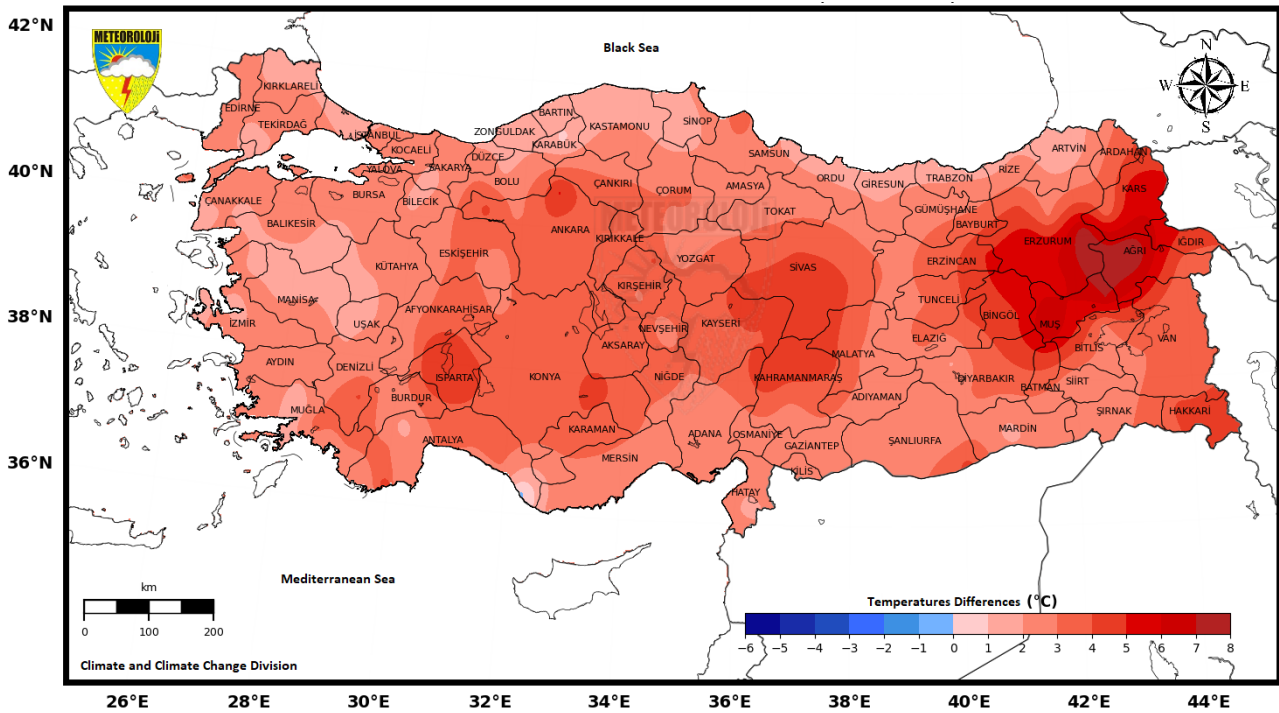 42°N
40°N
38°N
36°N
METEOROLOJİ
Black Sea
N
W E
S
KIRKLARELİ
EDİRNE
TEKİRDAĞ
İSTANBUL
KOCAELİ
YALOVA
SAKARYA
DÜZCE
ZONGULDAK
BARTIN
KARABÜK
KASTAMONU
SİNOP
SAMSUN
ORDU
GİRESUN
TRABZON
RİZE
ARTVİN
ARDAHAN
KARS
ÇANAKKALE
BALIKESİR
BURSA
BİLECİK
BOLU
ÇANKIRI
ÇORUM
AMASYA
TOKAT
GÜMÜŞHANE
BAYBURT
ERZURUM
AĞRI
IĞDIR
KÜTAHYA
ESKİŞEHİR
ANKARA
KIRIKKALE
METEOROLOJİ
YOZGAT
SİVAS
ERZİNCAN
TUNCELİ
MANİSA
İZMİR
UŞAK
AFYONKARAHİSAR
KIRŞEHİR
NEVŞEHİR
KAYSERİ
AKSARAY
MALATYA
ELAZIĞ
BİNGÖL
MUŞ
BİTLİS
VAN
AYDIN
DENİZLİ
ISPARTA
BURDUR
KONYA
NİĞDE
KAHRAMANMARAŞ
ADIYAMAN
DİYARBAKIR
BATMAN
SİİRT
ŞIRNAK
HAKKARİ
MUĞLA
ANTALYA
KARAMAN
MERSİN
ADANA
OSMANİYE
GAZİANTEP
KİLİS
HATAY
ŞANLIURFA
MARDİN
Mediterranean Sea
km
0 100 200
Temperatures Differences (°C)
−6 −5 −4 −3 −2 −1 0 1 2 3 4 5 6 7 8
Climate and Climate Change Division
26°E 28°E 30°E 32°E 34°E 36°E 38°E 40°E 42°E 44°E